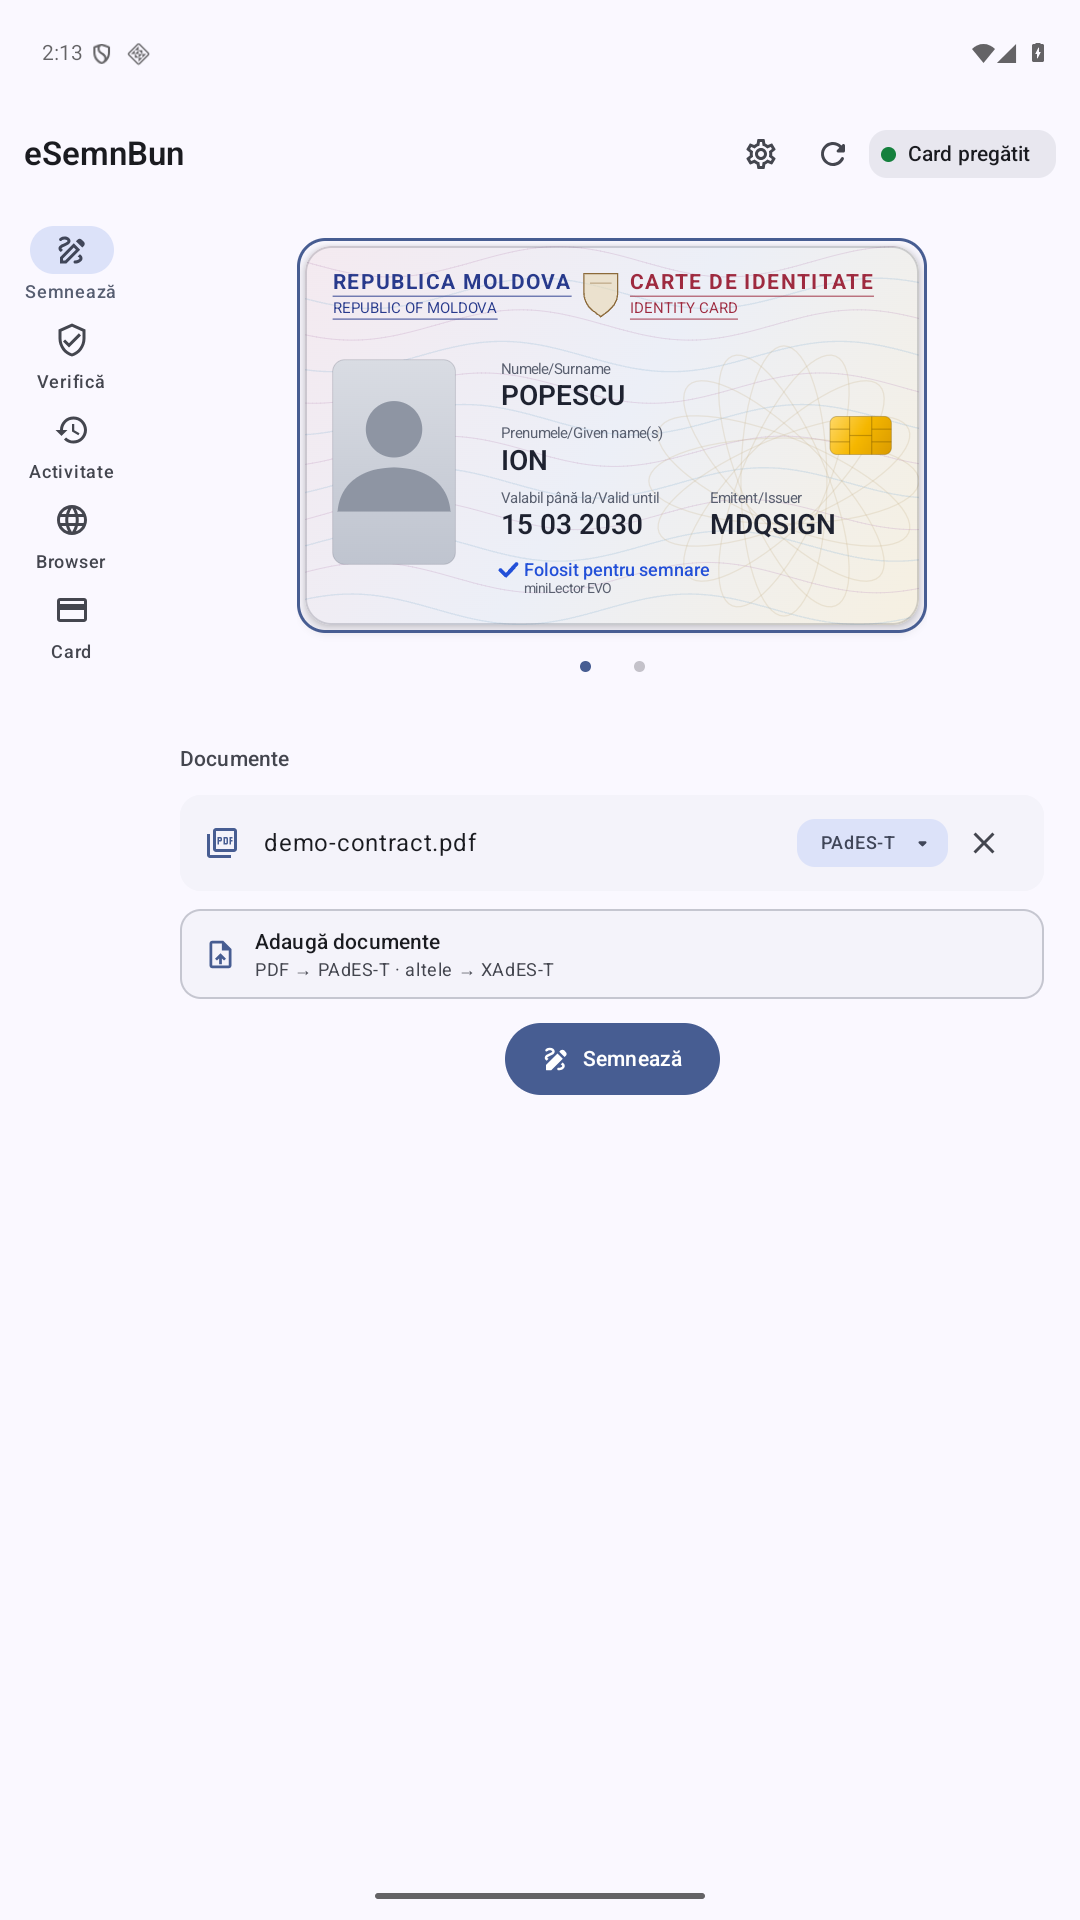 2:13
eSemnBun
Card pregătit
Semnează
Verifică
Activitate
Browser
Card
REPUBLICA MOLDOVA
REPUBLIC OF MOLDOVA
CARTE DE IDENTITATE
IDENTITY CARD
Numele/Surname
POPESCU
Prenumele/Given name(s)
ION
Valabil până la/Valid until
15 03 2030
Emitent/Issuer
MDQSIGN
Folosit pentru semnare
miniLector EVO
Documente
PDF
demo-contract.pdf
PAdES-T
Adaugă documente
PDF → PAdES-T · altele → XAdES-T
Semnează